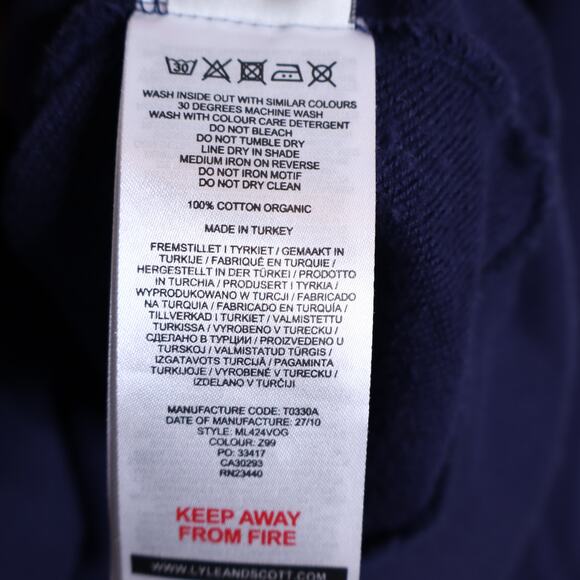 30
WASH INSIDE OUT WITH SIMILAR COLOURS
30 DEGREES MACHINE WASH
WASH WITH COLOUR CARE DETERGENT
DO NOT BLEACH
DO NOT TUMBLE DRY
LINE DRY IN SHADE
MEDIUM IRON ON REVERSE
DO NOT IRON MOTIF
DO NOT DRY CLEAN
100% COTTON ORGANIC
MADE IN TURKEY
FREMSTILLET I TYRKIET / GEMAAKT IN
TURKIJE / FABRIQUÉ EN TURQUIE /
HERGESTELLT IN DER TÜRKEI / PRODOTTO
IN TURCHIA / PRODUSERT I TYRKIA /
WYPRODUKOWANO W TURCJI / FABRICADO
NA TURQUIA / FABRICADO EN TURQUÍA /
TILLVERKAD I TURKIET / VALMISTETTU
TURKISSA / VYROBENO V TURECKU /
СДЕЛАНО В ТУРЦИИ / PROIZVEDENO U
TURSKOJ / VALMISTATUD TÜRGIS /
IZGATAVOTS TURCIJĀ / PAGAMINTA
TURKIJOJE / VYROBENÉ V TURECKU /
IZDELANO V TURČIJI
MANUFACTURE CODE: T0330A
DATE OF MANUFACTURE: 27/10
STYLE: ML424VOG
COLOUR: Z99
PO: 33417
CA30293
RN23440
KEEP AWAY
FROM FIRE
WWW.LYLEANDSCOTT.COM